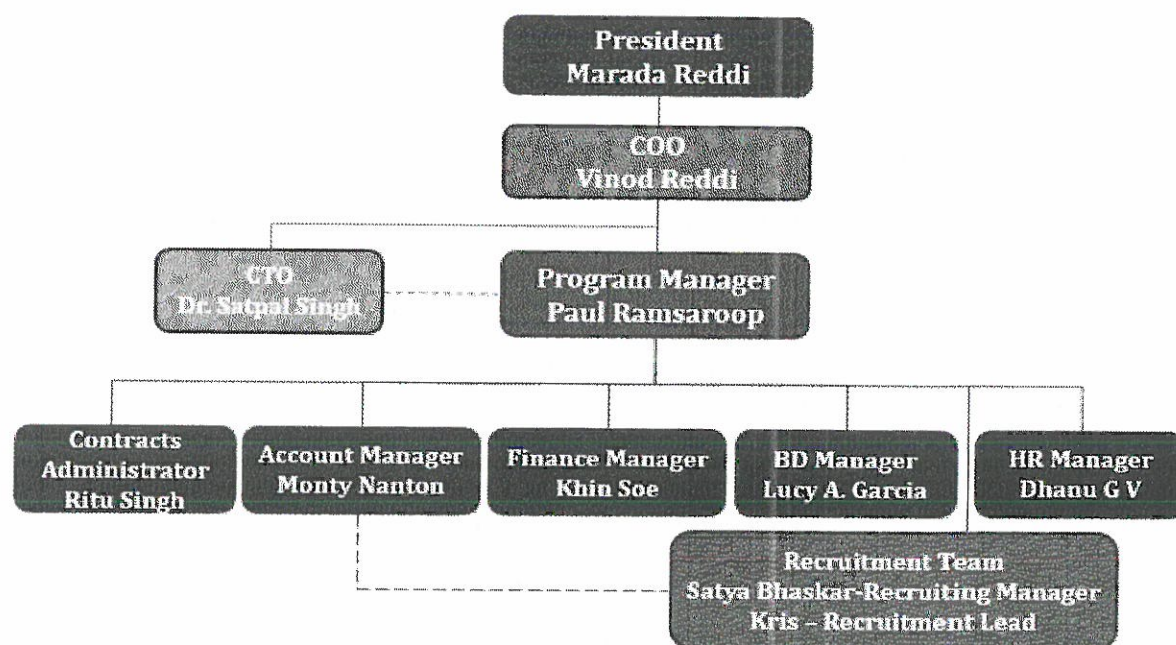 President
Marada Reddi
COO
Vinod Reddi
CTO
Dr. Satpal Singh
Program Manager
Paul Ramsaroop
Contracts
Administrator
Ritu Singh
Account Manager
Monty Nanton
Finance Manager
Khin Soe
BD Manager
Lucy A. Garcia
HR Manager
Dhanu G V
Recruitment Team
Satya Bhaskar-Recruiting Manager
Kris – Recruitment Lead